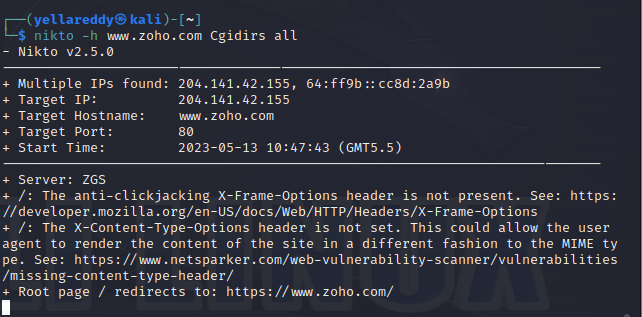 ┌──(yellareddy㉿kali)-[~]
└─$ nikto -h www.zoho.com Cgidirs all
- Nikto v2.5.0
---------------------------------------------------------------------------
+ Multiple IPs found: 204.141.42.155, 64:ff9b::cc8d:2a9b
+ Target IP:          204.141.42.155
+ Target Hostname:    www.zoho.com
+ Target Port:        80
+ Start Time:         2023-05-13 10:47:43 (GMT5.5)
---------------------------------------------------------------------------
+ Server: ZGS
+ /: The anti-clickjacking X-Frame-Options header is not present. See: https:
//developer.mozilla.org/en-US/docs/Web/HTTP/Headers/X-Frame-Options
+ /: The X-Content-Type-Options header is not set. This could allow the user
agent to render the content of the site in a different fashion to the MIME ty
pe. See: https://www.netsparker.com/web-vulnerability-scanner/vulnerabilities
/missing-content-type-header/
+ Root page / redirects to: https://www.zoho.com/